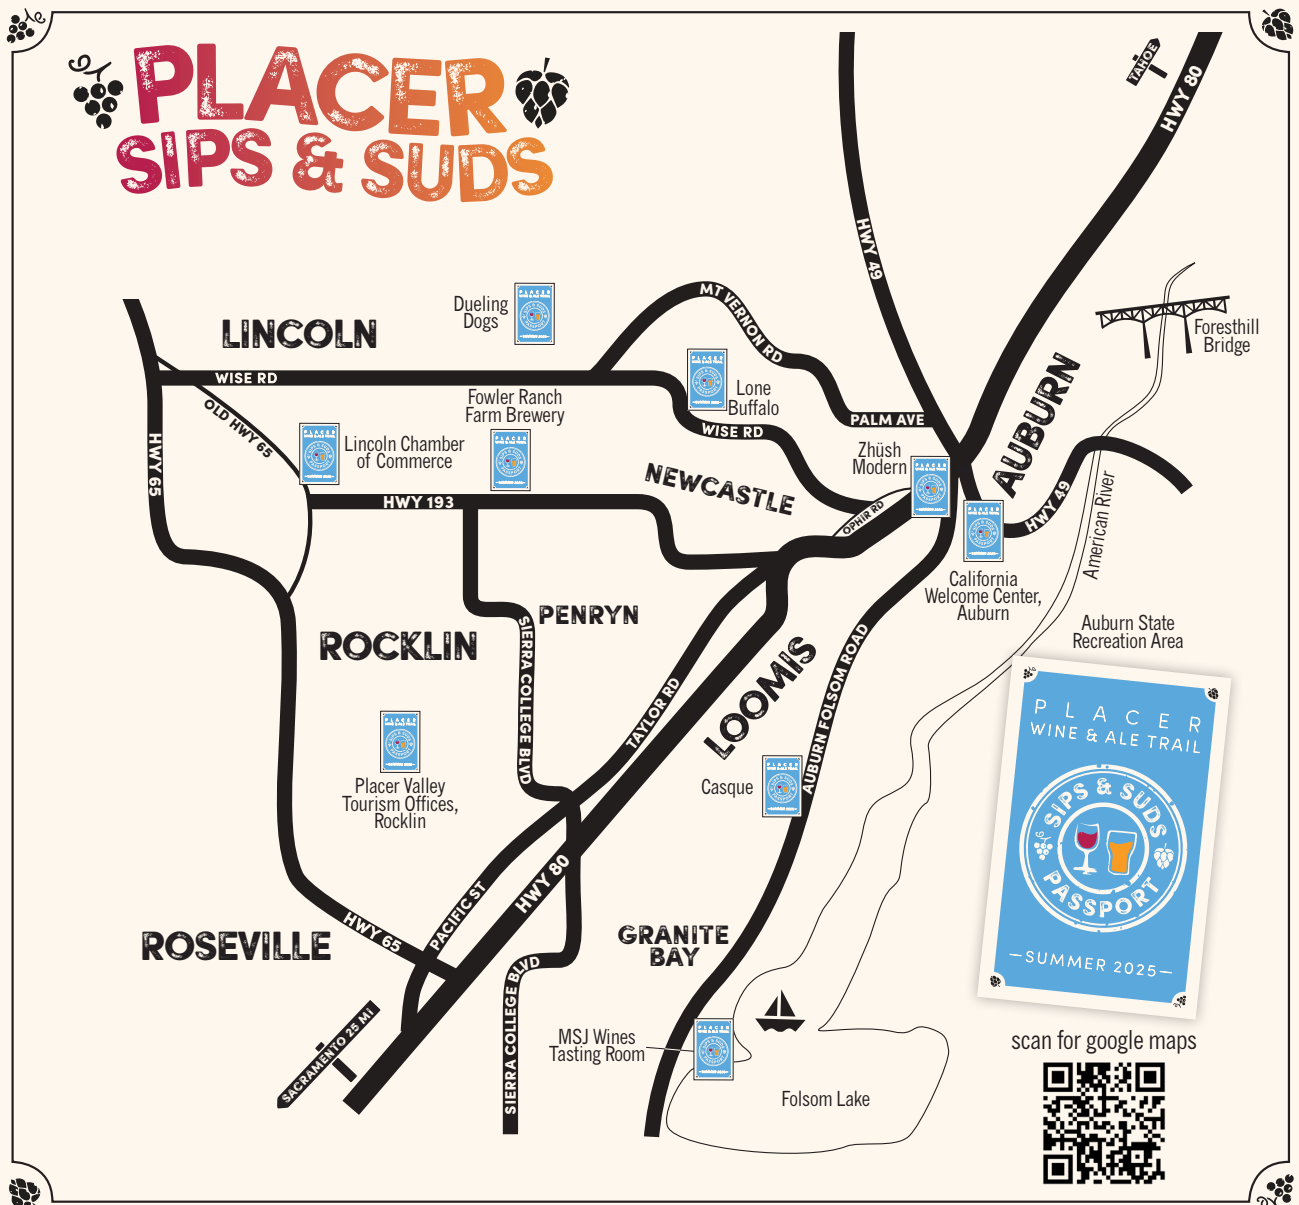 PLACER
SIPS & SUDS
TAHOE
HWY 80
HWY 49
Dueling
Dogs
LINCOLN
MT VERNON RD
Foresthill
Bridge
WISE RD
OLD HWY 65
Fowler Ranch
Farm Brewery
Lone
Buffalo
PALM AVE
WISE RD
AUBURN
HWY 65
Lincoln Chamber
of Commerce
Zhüsh
Modern
NEWCASTLE
HWY 193
OPHIR RD
HWY 49
American River
California
Welcome Center,
Auburn
PENRYN
ROCKLIN
SIERRA COLLEGE BLVD
Auburn State
Recreation Area
LOOMIS
TAYLOR RD
AUBURN FOLSOM ROAD
PLACER
WINE & ALE TRAIL
SIPS & SUDS
PASSPORT
—SUMMER 2025—
Placer Valley
Tourism Offices,
Rocklin
Casque
HWY 80
PACIFIC ST
HWY 65
ROSEVILLE
GRANITE
BAY
SIERRA COLLEGE BLVD
SACRAMENTO 25 MI
MSJ Wines
Tasting Room
Folsom Lake
scan for google maps